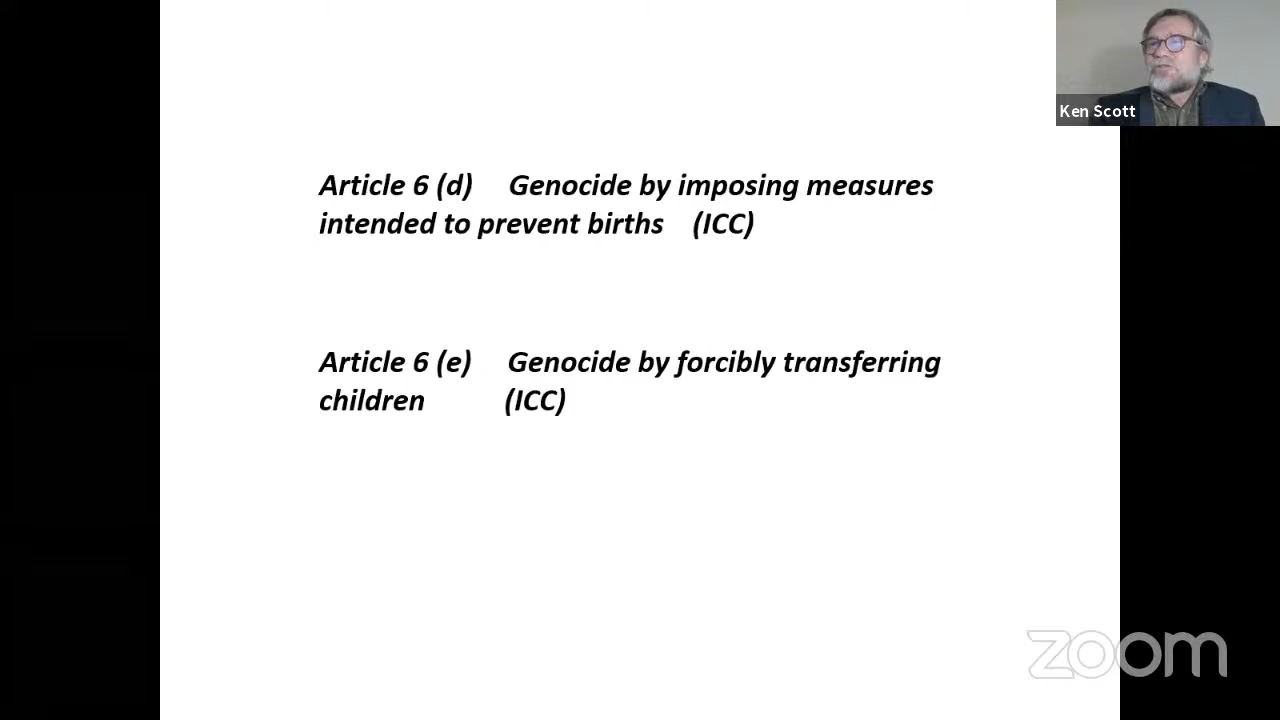 Ken Scott
Article 6 (d) Genocide by imposing measures
intended to prevent births (ICC)
Article 6 (e) Genocide by forcibly transferring
children (ICC)
zoom